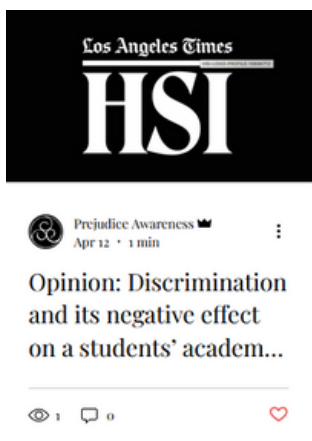 Los Angeles Times
HSI
Prejudice Awareness
Apr 12 · 1 min
Opinion: Discrimination
and its negative effect
on a students’ academ...
1 0